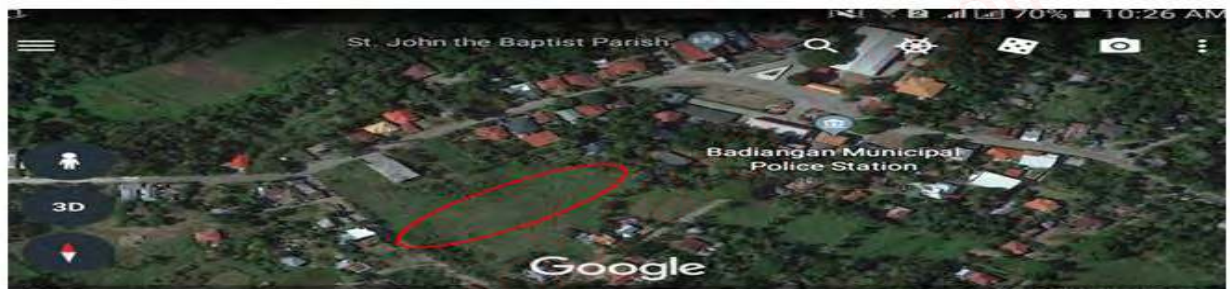 70% 10:26 AM
St. John the Baptist Parish
Badiangan Municipal
Police Station
3D
Google